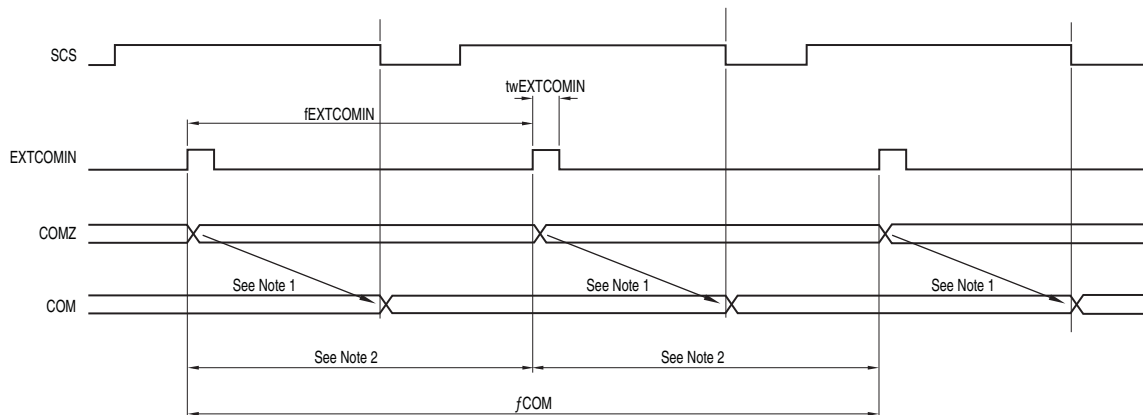 SCS
twEXTCOMIN
fEXTCOMIN
EXTCOMIN
COMZ
See Note 1 See Note 1 See Note 1
COM
See Note 2 See Note 2
ƒCOM